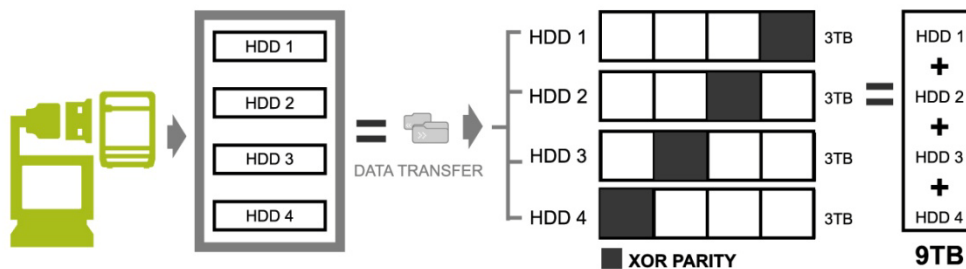 HDD 1
HDD 2
HDD 3
HDD 4
DATA TRANSFER
HDD 1
3TB
HDD 2
3TB
HDD 3
3TB
HDD 4
3TB
XOR PARITY
HDD 1
+
HDD 2
+
HDD 3
+
HDD 4
9TB